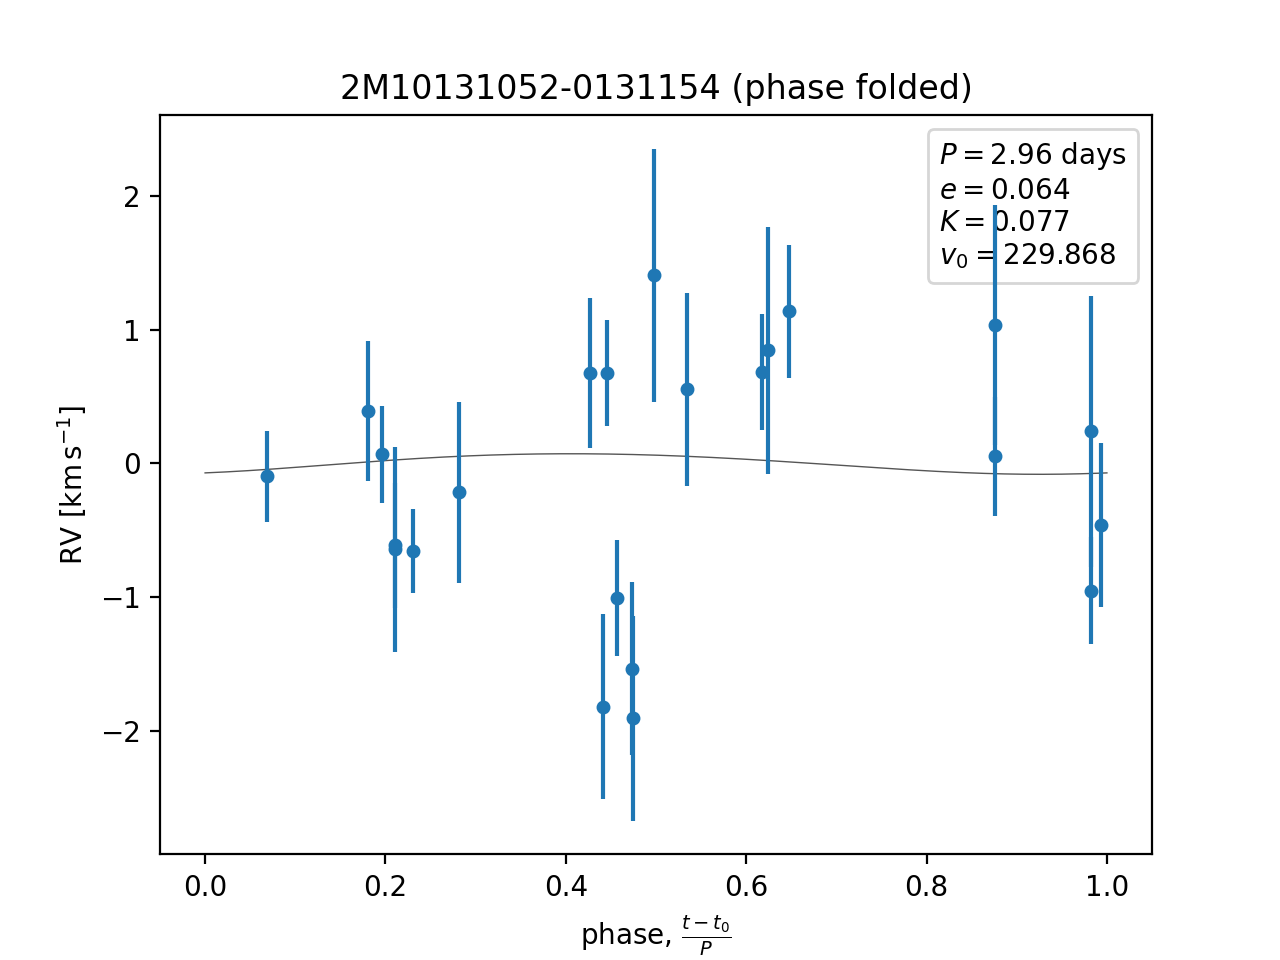 2M10131052-0131154 (phase folded)
P = 2.96 days
e = 0.064
K = 0.077
v₀ = 229.868
2
1
0
−1
−2
RV [km s⁻¹]
0.0 0.2 0.4 0.6 0.8 1.0
phase, (t − t₀)/P